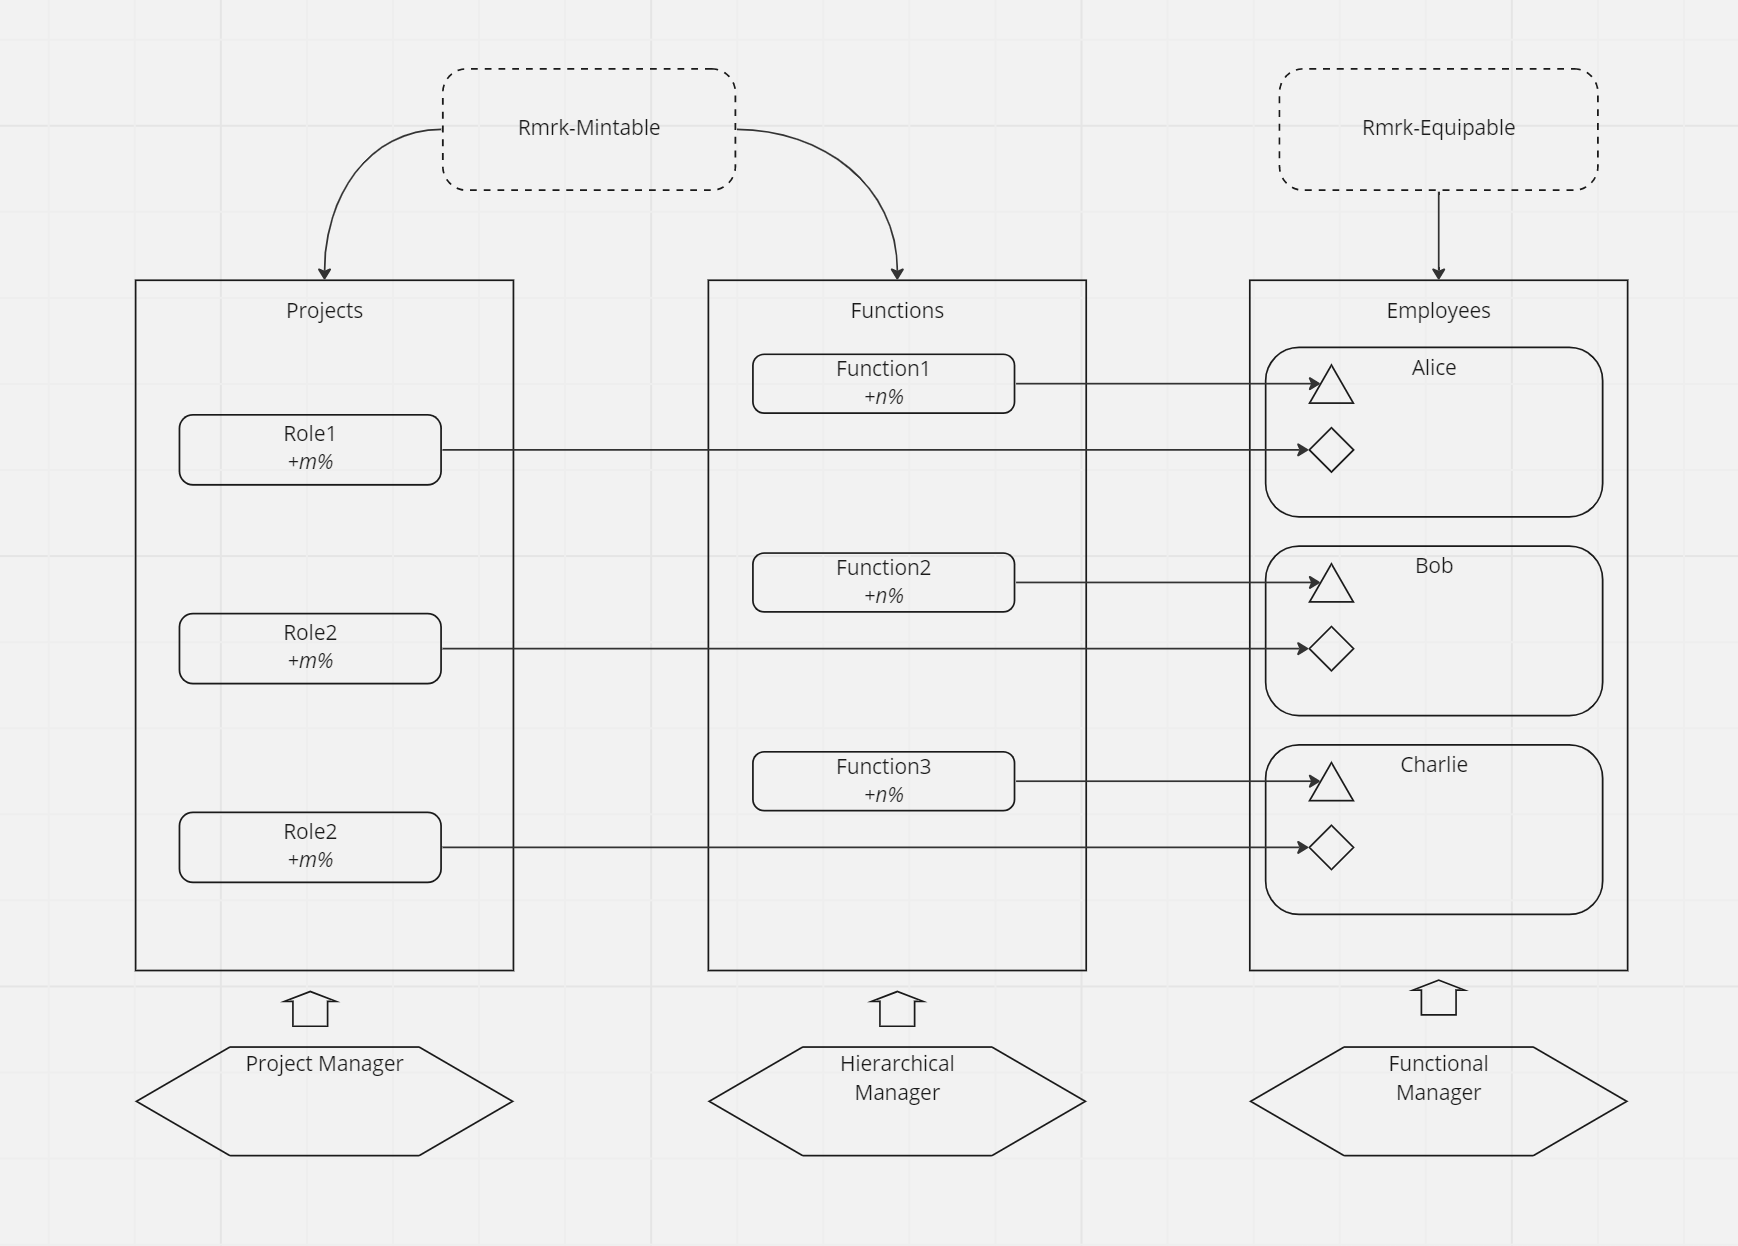 Rmrk-Mintable
Rmrk-Equipable
Projects
Functions
Employees
Function1
+n%
Alice
Role1
+m%
Function2
+n%
Bob
Role2
+m%
Function3
+n%
Charlie
Role2
+m%
Project Manager
Hierarchical
Manager
Functional
Manager